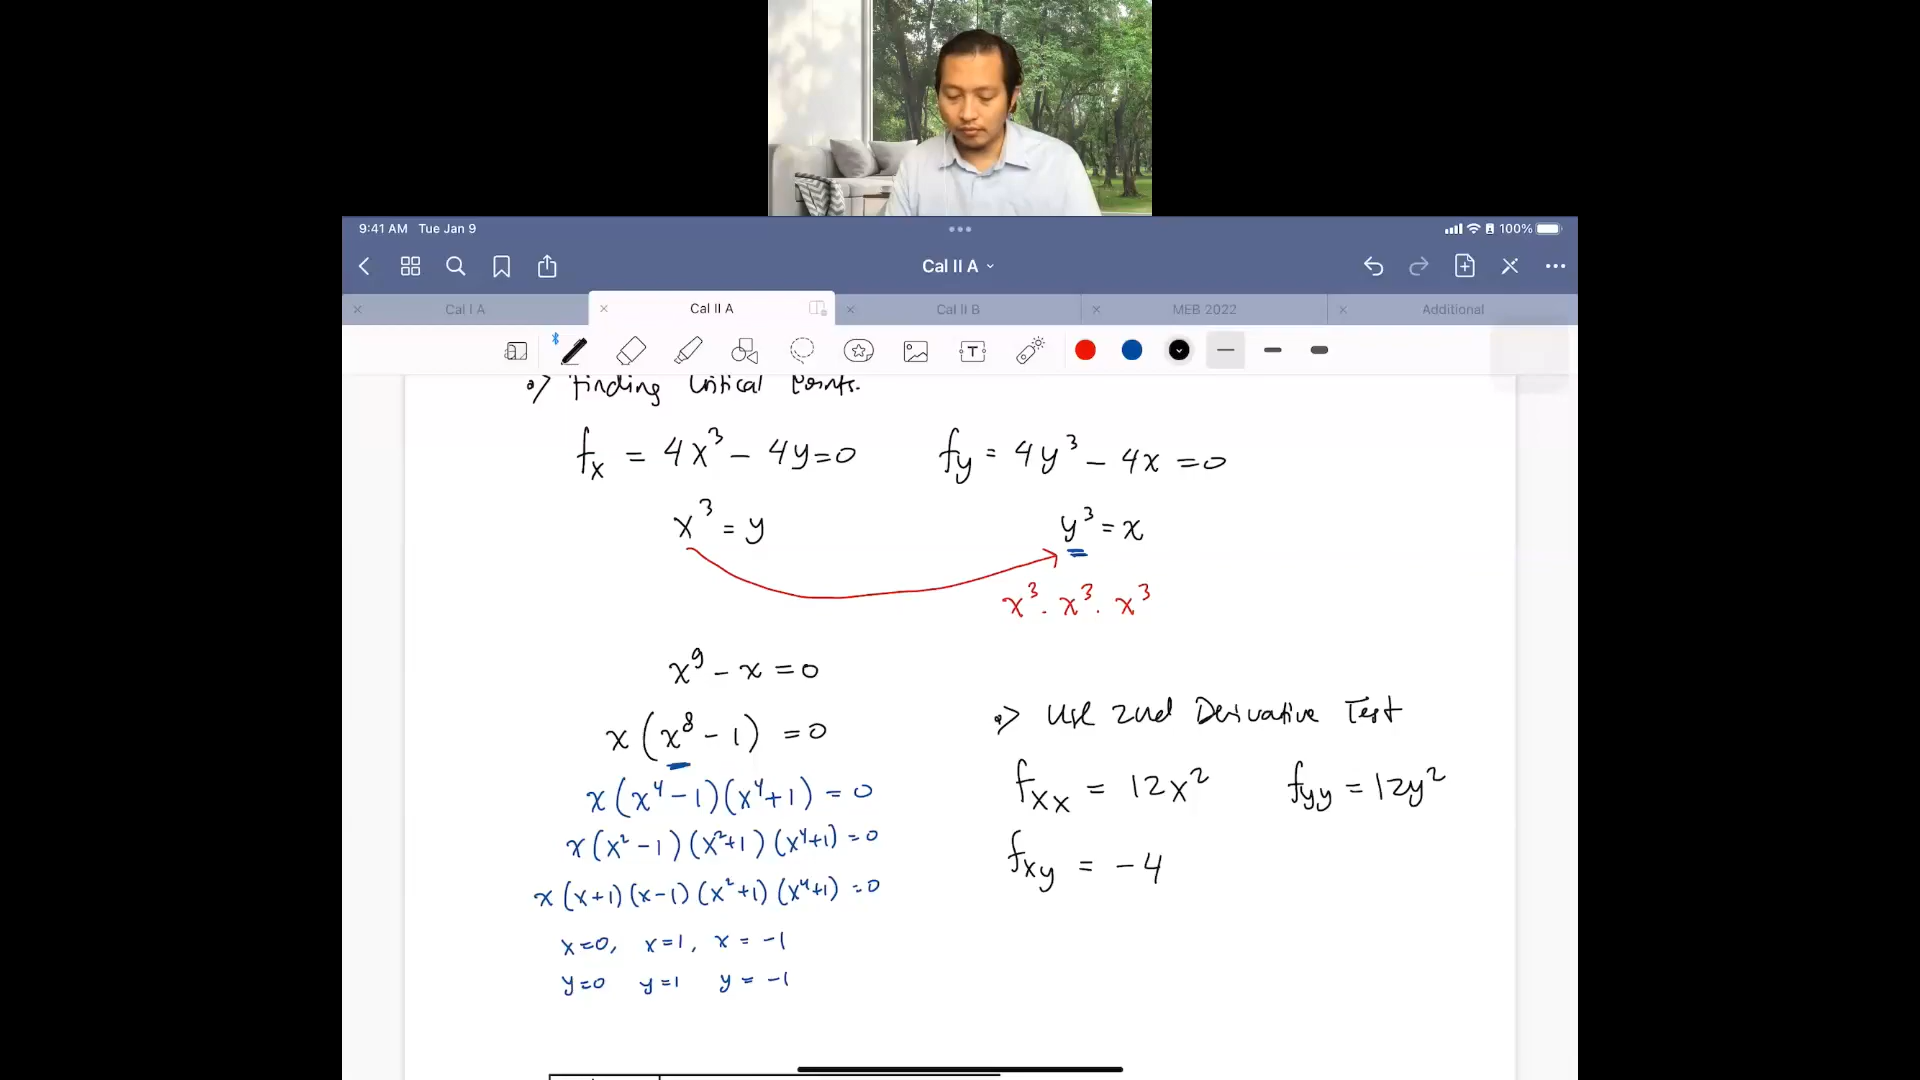 9:41 AM Tue Jan 9
100%
Cal II A
Cal I A
Cal II A
Cal II B
MEB 2022
Additional
T
•> Finding Critical Points.
fx = 4x³ - 4y=0
fy = 4y³ - 4x =0
x³ = y
y³ = x
x³ . x³ . x³
x⁹ - x = 0
x (x⁸ - 1) = 0
x (x⁴ - 1)(x⁴ + 1) = 0
x (x² - 1)(x²+1)(x⁴+1) = 0
x (x+1)(x-1)(x²+1)(x⁴+1) = 0
x=0, x=1, x = -1
y=0 y=1 y = -1
•> Use 2nd Derivative Test
fxx = 12x² fyy = 12y²
fxy = -4